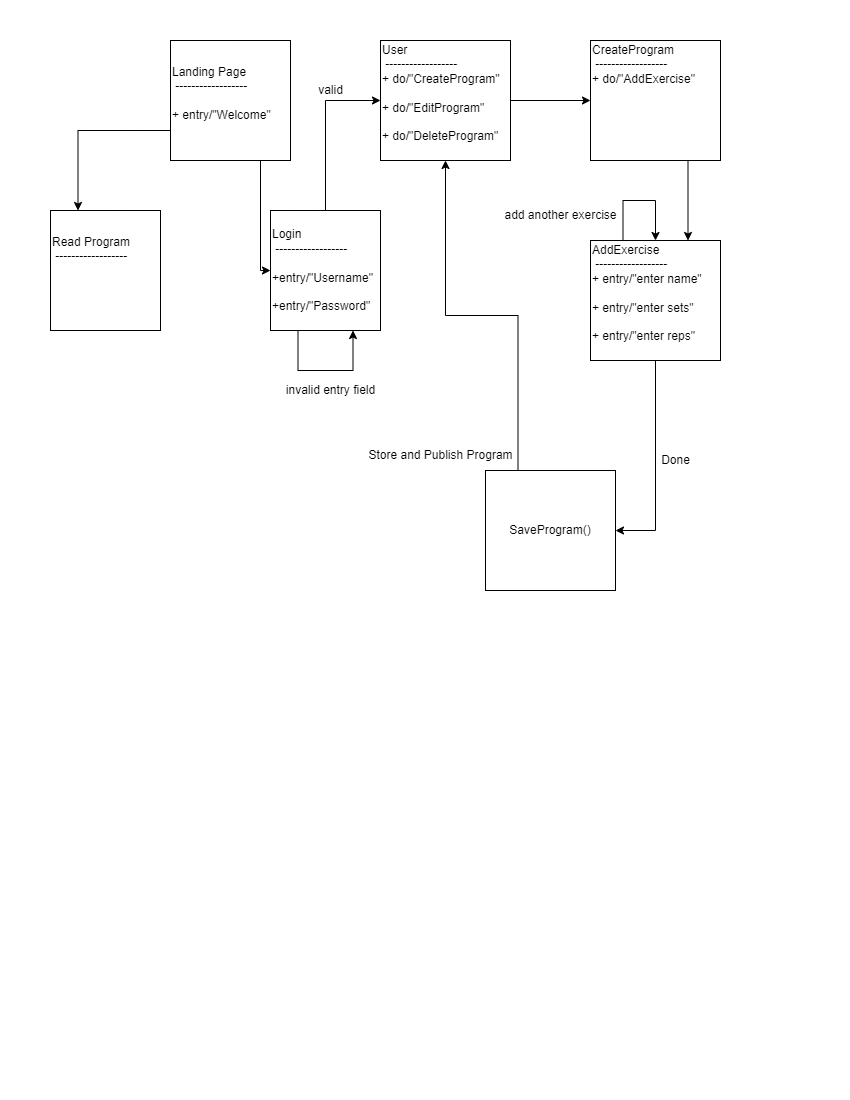 Landing Page
------------------
+ entry/"Welcome"
Read Program
------------------
Login
------------------
+entry/"Username"
+entry/"Password"
invalid entry field
valid
User
------------------
+ do/"CreateProgram"
+ do/"EditProgram"
+ do/"DeleteProgram"
CreateProgram
------------------
+ do/"AddExercise"
add another exercise
AddExercise
------------------
+ entry/"enter name"
+ entry/"enter sets"
+ entry/"enter reps"
Done
Store and Publish Program
SaveProgram()